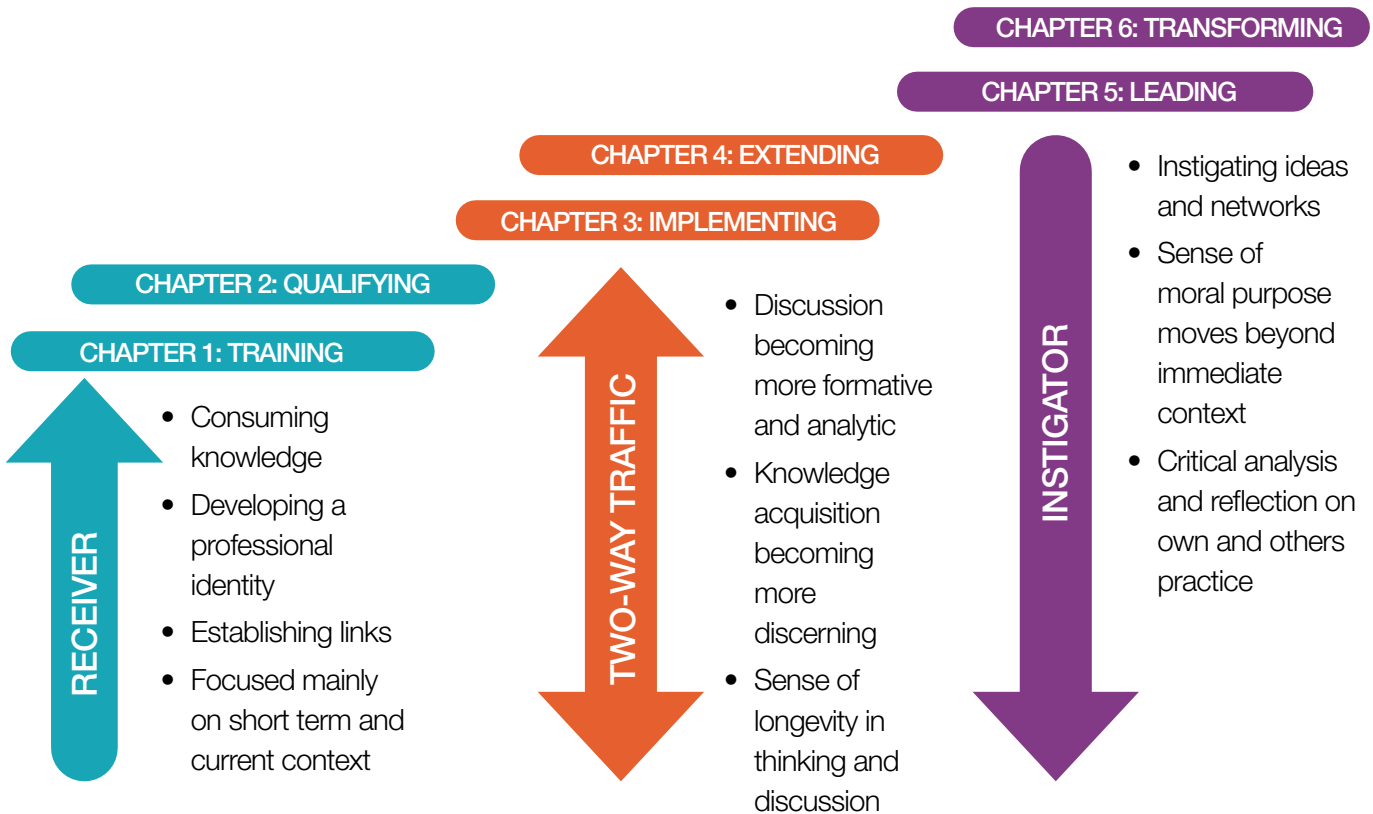 CHAPTER 6: TRANSFORMING
CHAPTER 5: LEADING
CHAPTER 4: EXTENDING
CHAPTER 3: IMPLEMENTING
CHAPTER 2: QUALIFYING
CHAPTER 1: TRAINING
RECEIVER
• Consuming
knowledge
• Developing a
professional
identity
• Establishing links
• Focused mainly
on short term and
current context
TWO-WAY TRAFFIC
• Discussion
becoming
more formative
and analytic
• Knowledge
acquisition
becoming
more
discerning
• Sense of
longevity in
thinking and
discussion
INSTIGATOR
• Instigating ideas
and networks
• Sense of
moral purpose
moves beyond
immediate
context
• Critical analysis
and reflection on
own and others
practice